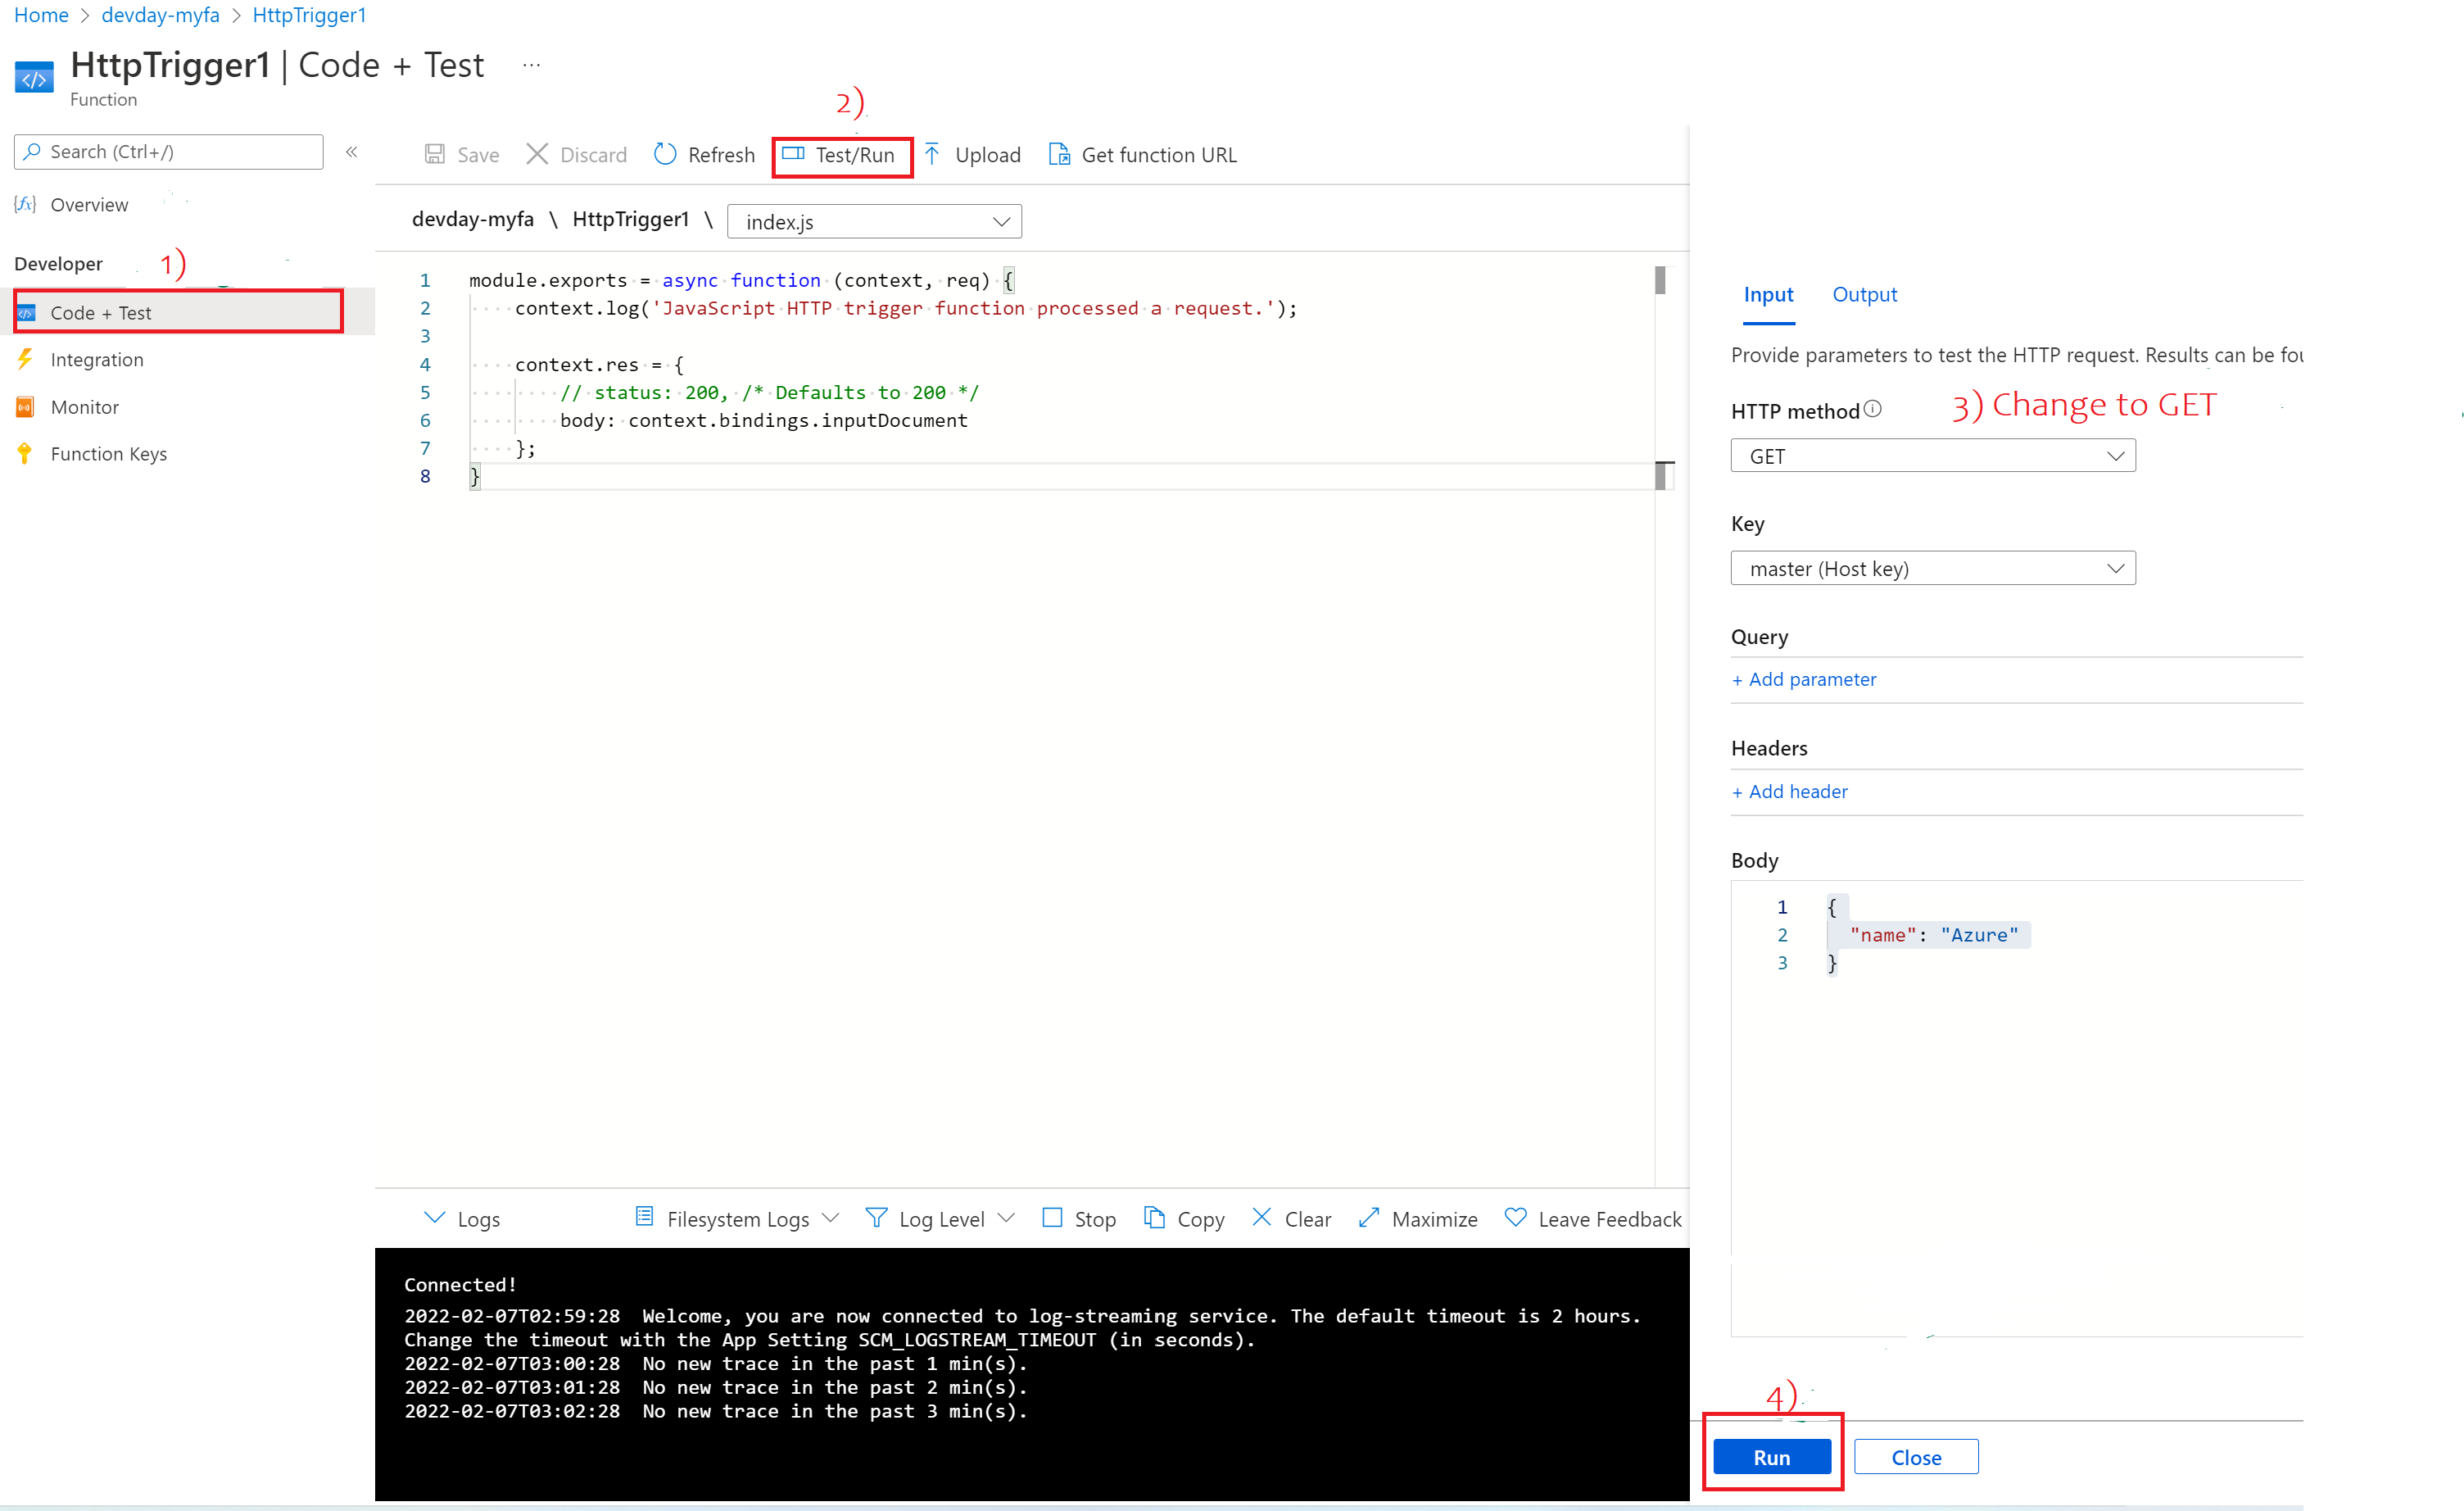 Home > devday-myfa > HttpTrigger1
HttpTrigger1 | Code + Test ...
Function
2)
Search (Ctrl+/)
«
Save
Discard
Refresh
Test/Run
Upload
Get function URL
Overview
devday-myfa \ HttpTrigger1 \ index.js
Developer
1)
Code + Test
Integration
Monitor
Function Keys
1 module.exports = async function (context, req) {
2 context.log('JavaScript HTTP trigger function processed a request.');
3
4 context.res = {
5 // status: 200, /* Defaults to 200 */
6 body: context.bindings.inputDocument
7 };
8 }
Input Output
Provide parameters to test the HTTP request. Results can be fou
HTTP method
3) Change to GET
GET
Key
master (Host key)
Query
+ Add parameter
Headers
+ Add header
Body
1 {
2 "name": "Azure"
3 }
Logs
Filesystem Logs
Log Level
Stop
Copy
Clear
Maximize
Leave Feedback
Connected!
2022-02-07T02:59:28 Welcome, you are now connected to log-streaming service. The default timeout is 2 hours.
Change the timeout with the App Setting SCM_LOGSTREAM_TIMEOUT (in seconds).
2022-02-07T03:00:28 No new trace in the past 1 min(s).
2022-02-07T03:01:28 No new trace in the past 2 min(s).
2022-02-07T03:02:28 No new trace in the past 3 min(s).
4)
Run
Close